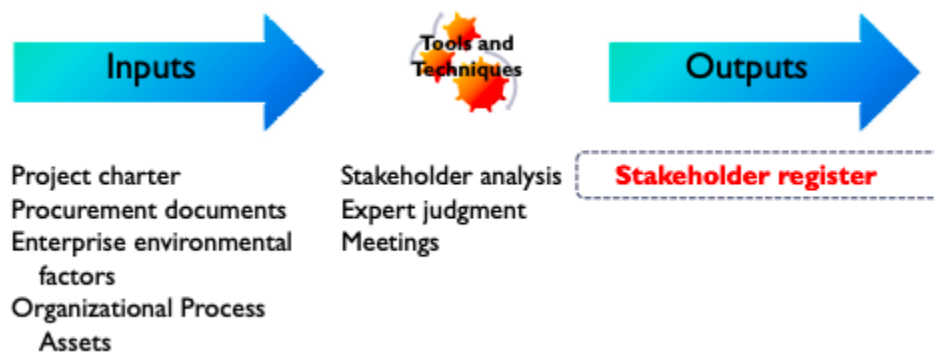 Inputs
Tools and
Techniques
Outputs
Project charter
Procurement documents
Enterprise environmental
factors
Organizational Process
Assets
Stakeholder analysis
Expert judgment
Meetings
Stakeholder register